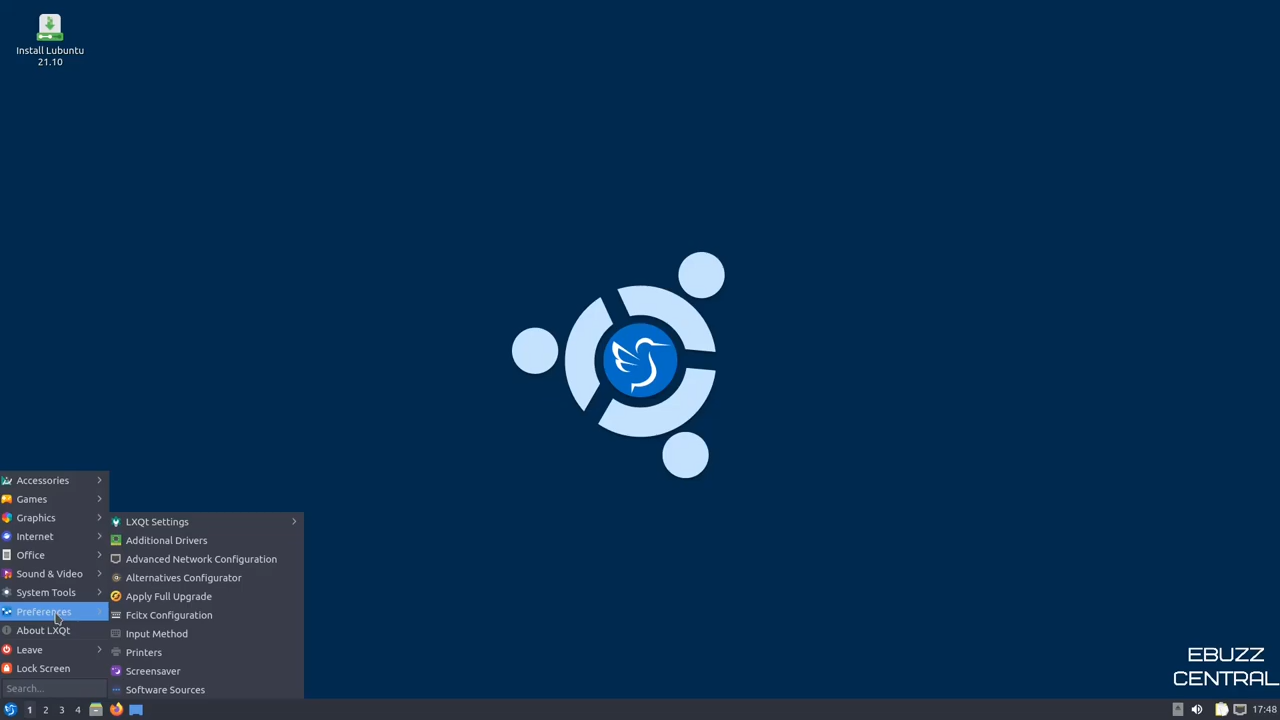 Install Lubuntu
21.10
Accessories
Games
Graphics
Internet
Office
Sound & Video
System Tools
Preferences
About LXQt
Leave
Lock Screen
Search...
LXQt Settings
Additional Drivers
Advanced Network Configuration
Alternatives Configurator
Apply Full Upgrade
Fcitx Configuration
Input Method
Printers
Screensaver
Software Sources
EBUZZ
CENTRAL
1 2 3 4
17:48